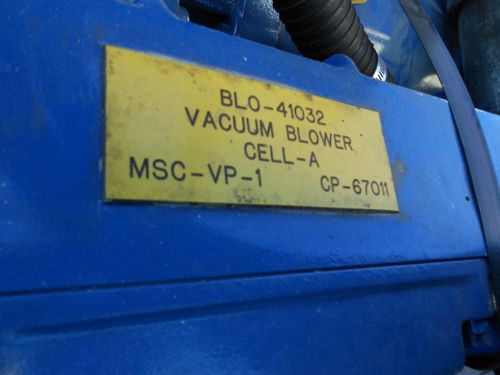 BLO-41032
VACUUM BLOWER
CELL-A
MSC-VP-1 CP-67011